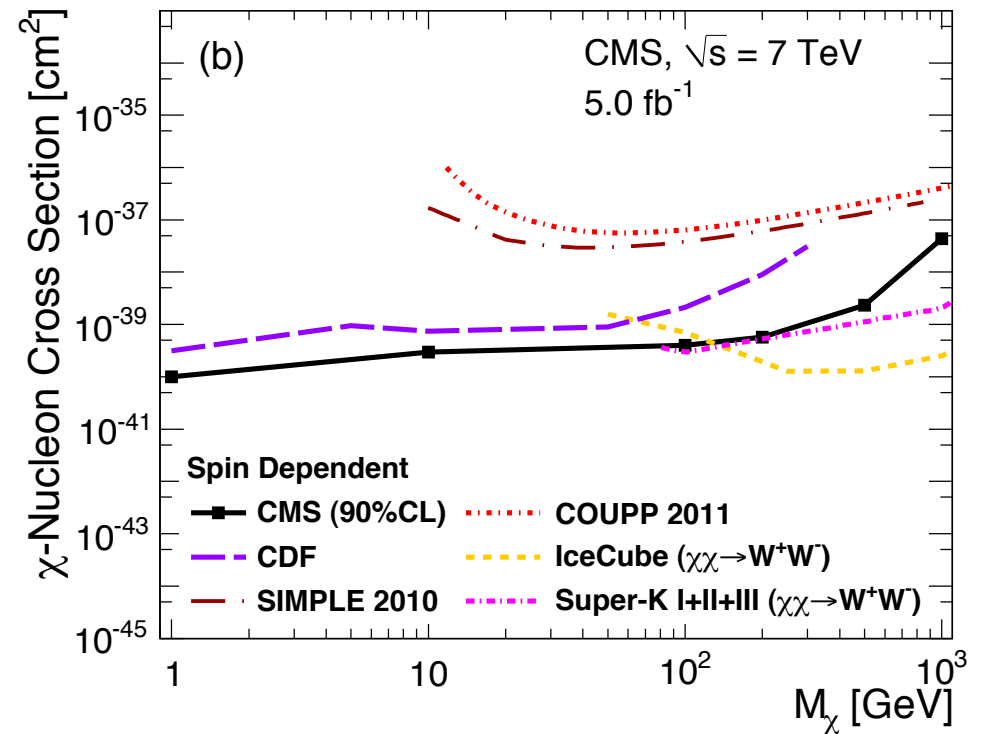 (b)
CMS, √s = 7 TeV
5.0 fb⁻¹
χ-Nucleon Cross Section [cm²]
10⁻³⁵
10⁻³⁷
10⁻³⁹
10⁻⁴¹
10⁻⁴³
10⁻⁴⁵
Spin Dependent
CMS (90%CL)
CDF
SIMPLE 2010
COUPP 2011
IceCube (χχ→W⁺W⁻)
Super-K I+II+III (χχ→W⁺W⁻)
1 10 10² 10³
Mᵪ [GeV]